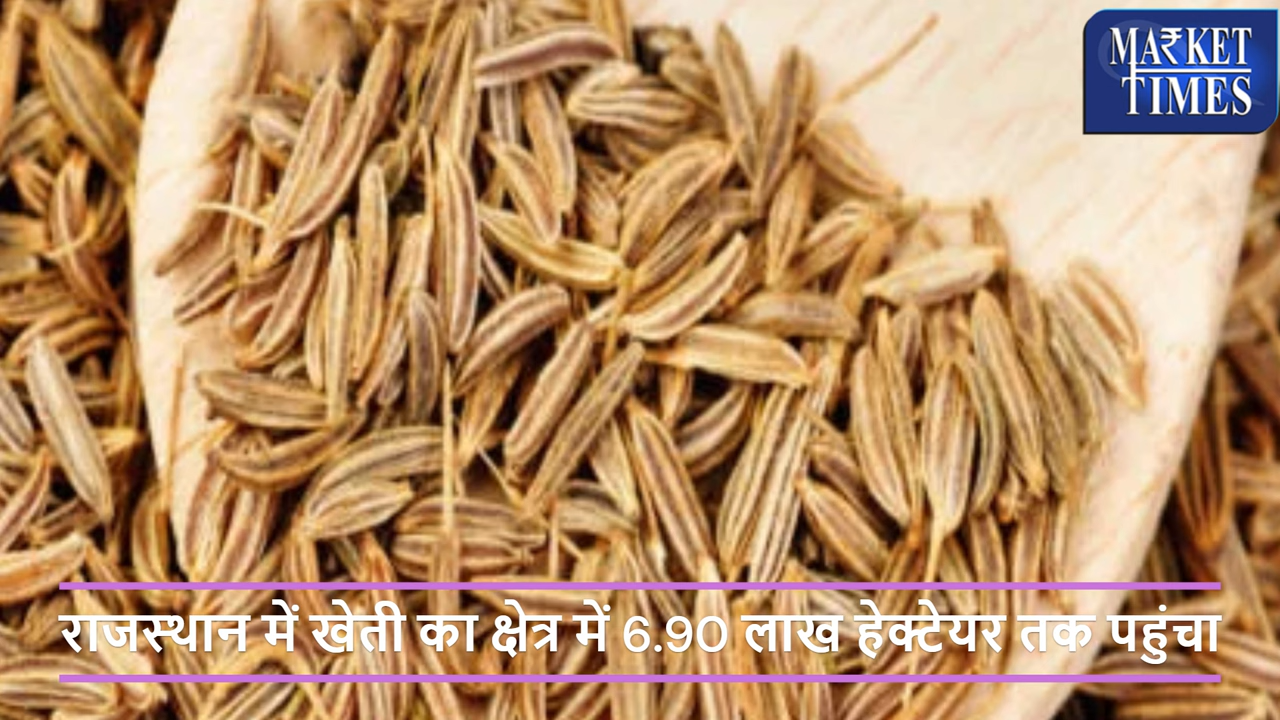 MA₹KET
TIMES
राजस्थान में खेती का क्षेत्र में 6.90 लाख हेक्टेयर तक पहुंचा